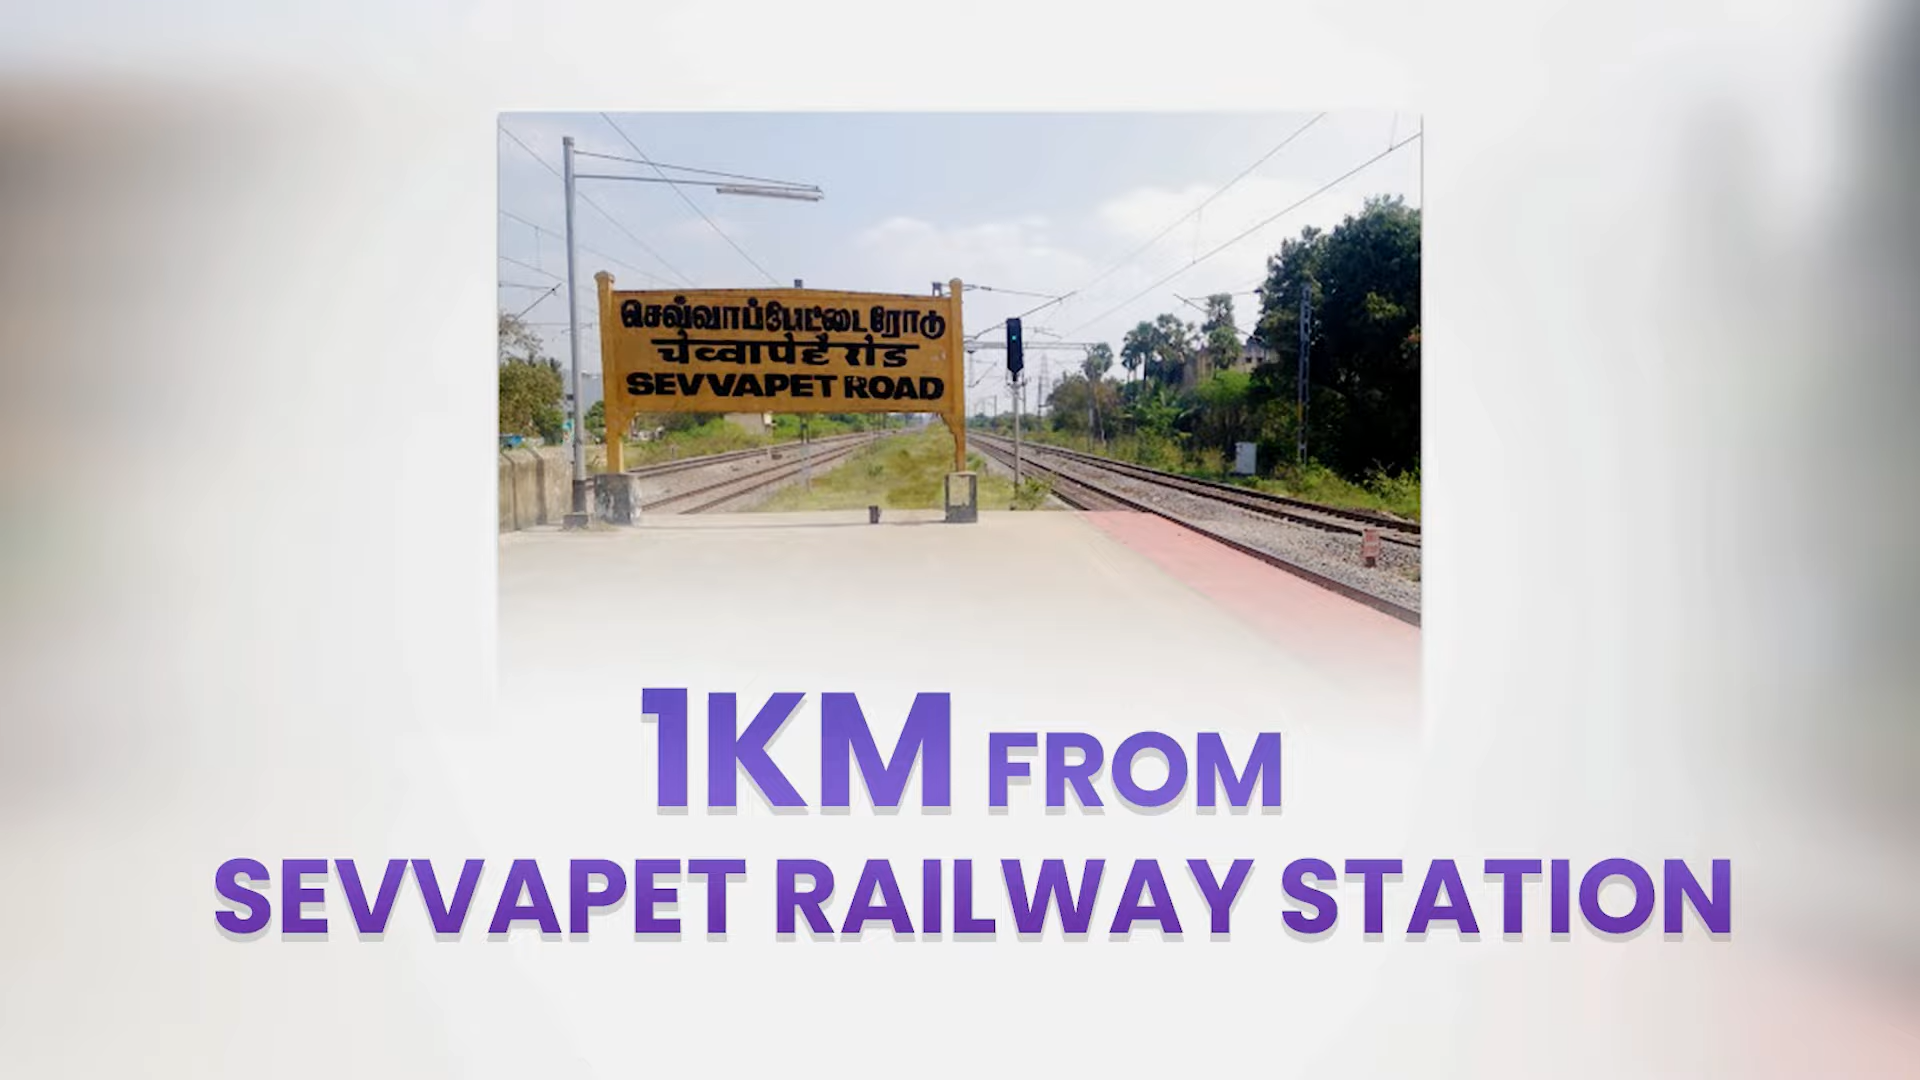 செவ்வாப்பேட்டை ரோடு
चेव्वापेट्टै रोड
SEVVAPET ROAD
1KM FROM
SEVVAPET RAILWAY STATION